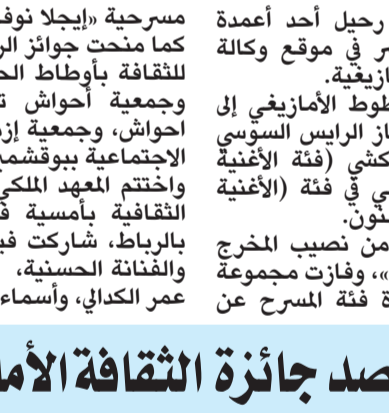 رحيل أحد أعمدة
في موقع وكالة
ازيغية.
طوط الأمازيغي إلى
از الرايس السوسي
كشي (فئة الأغنية
ي في فئة (الأغنية
نون.
من نصيب المخرج
»، وفازت مجموعة
ة فئة المسرح عن
مسرحية «إيجلا نوف
كما منحت جوائز الر
للثقافة بأوطاط الح
وجمعية أحواش ت
احواش، وجمعية إزد
الاجتماعية ببوقشمي
واختتم المعهد الملكي
الثقافية بأمسية ف
بالرباط، شاركت في
والفنانة الحسنية،
عمر الكدالي، وأسماء
صد جائزة الثقافة الأما